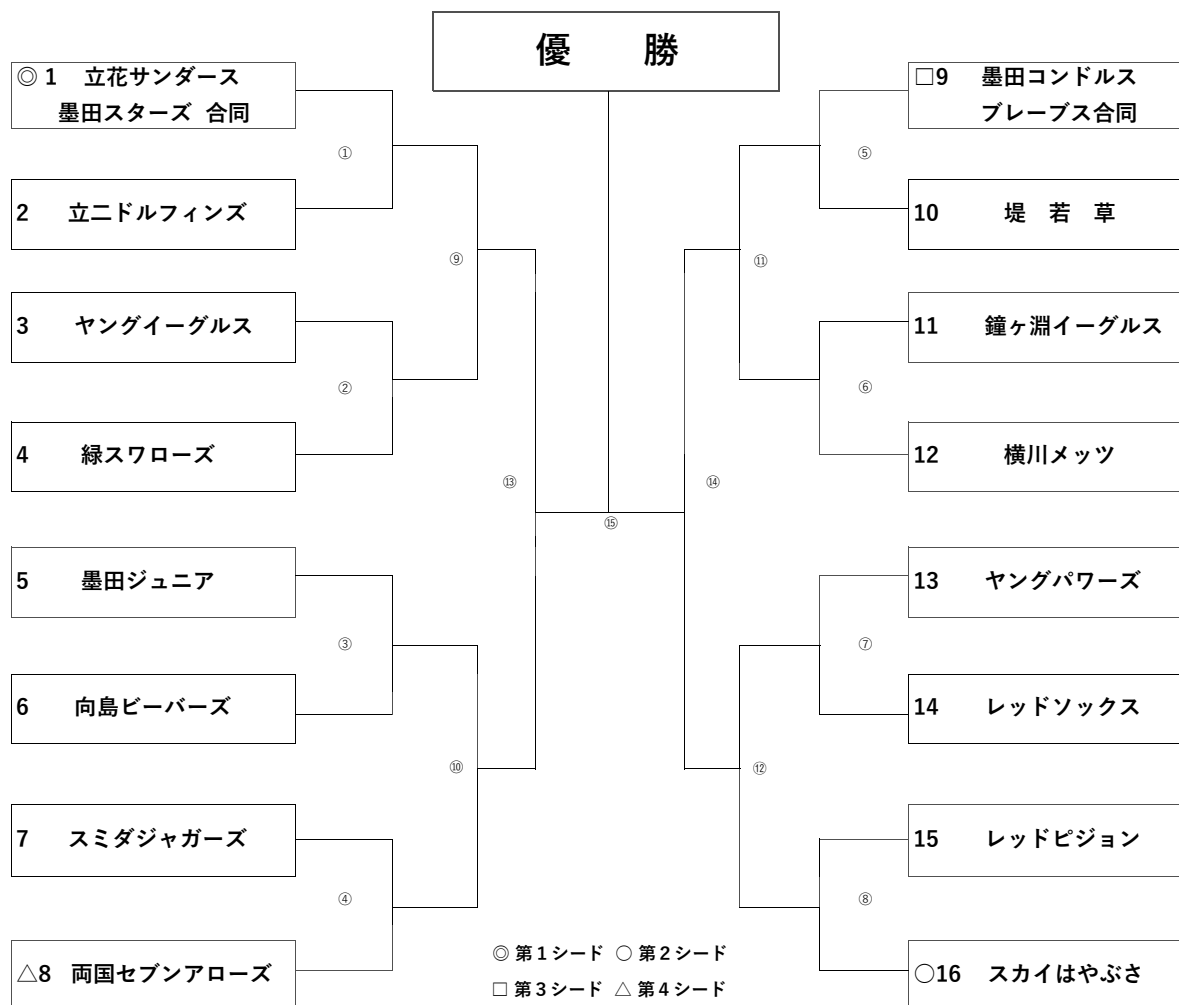 優 勝
◎ 1 立花サンダース
墨田スターズ 合同
①
2 立二ドルフィンズ
⑨
3 ヤングイーグルス
②
4 緑スワローズ
⑬
5 墨田ジュニア
③
6 向島ビーバーズ
⑩
7 スミダジャガーズ
④
△8 両国セブンアローズ
⑮
□9 墨田コンドルス
ブレーブス合同
⑤
10 堤 若 草
⑪
11 鐘ヶ淵イーグルス
⑥
12 横川メッツ
⑭
13 ヤングパワーズ
⑦
14 レッドソックス
⑫
15 レッドピジョン
⑧
○16 スカイはやぶさ
◎ 第1シード ○ 第2シード
□ 第3シード △ 第4シード